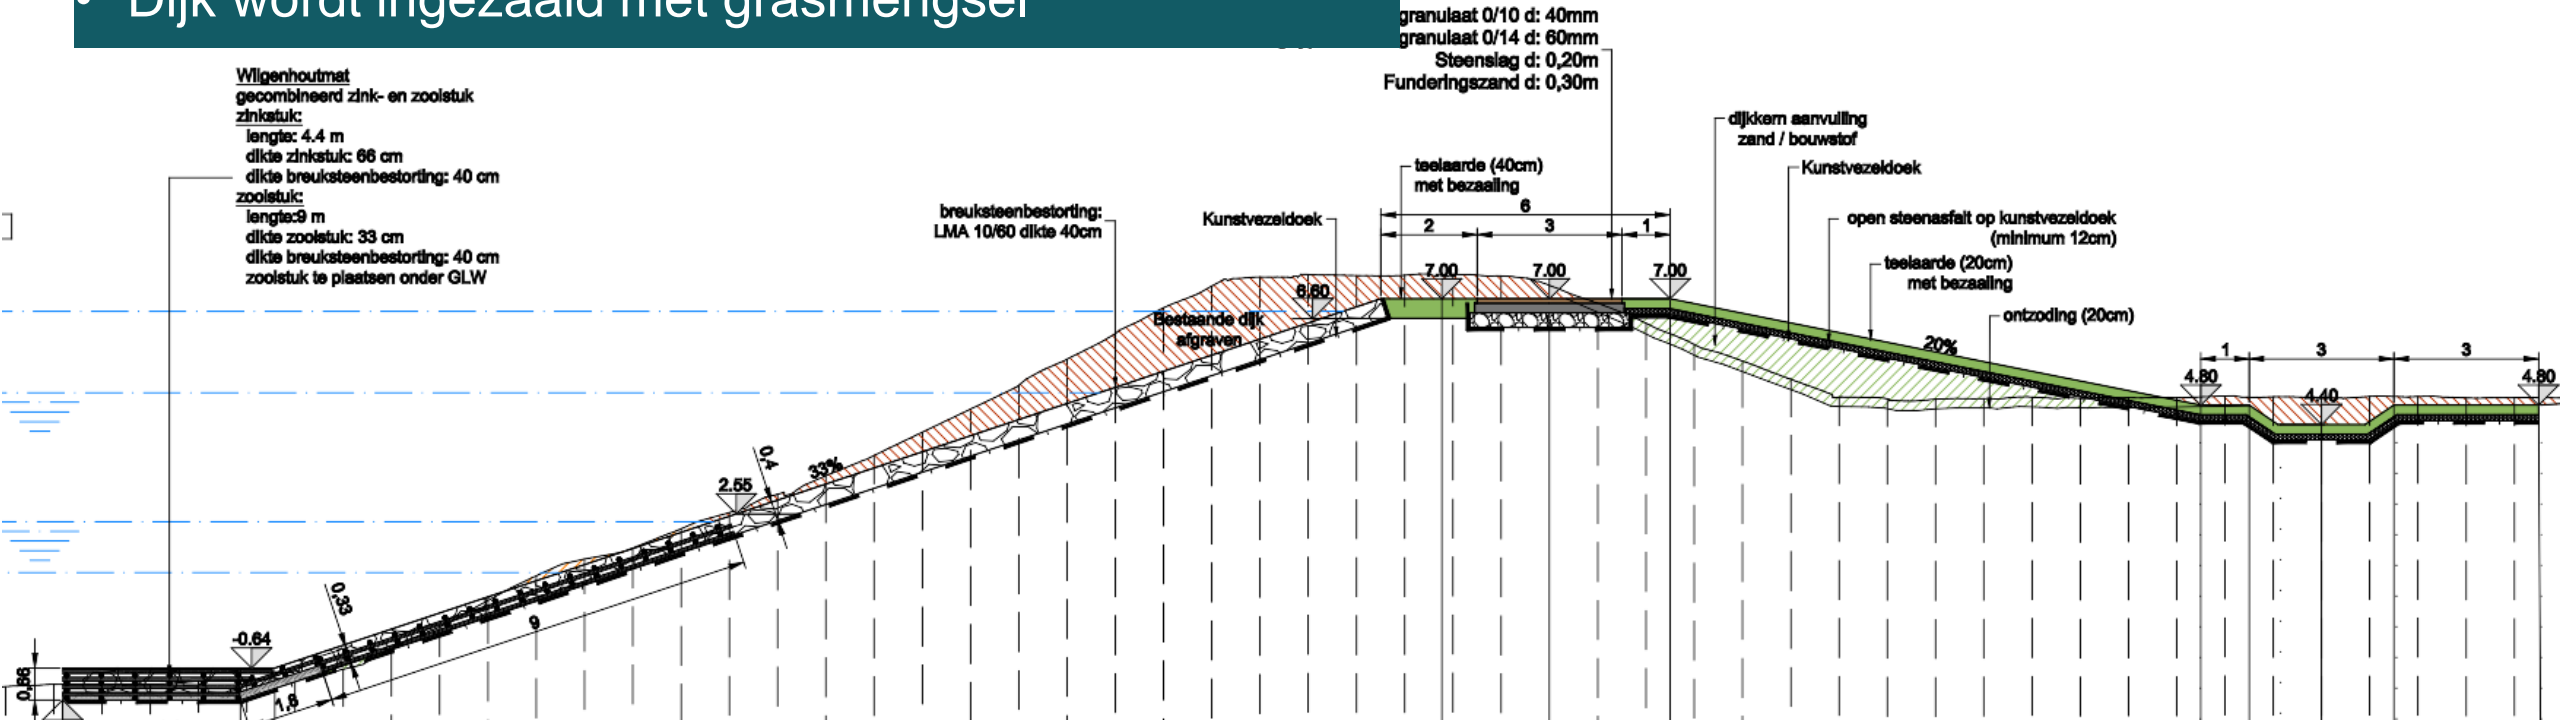 • Dijk wordt ingezaaid met grasmengsel
granulaat 0/10 d: 40mm
granulaat 0/14 d: 60mm
Steenslag d: 0,20m
Funderingszand d: 0,30m
Wilgenhoutmat
gecombineerd zink- en zoolstuk
zinkstuk:
lengte: 4.4 m
dikte zinkstuk: 66 cm
dikte breuksteenbestorting: 40 cm
zoolstuk:
lengte:9 m
dikte zoolstuk: 33 cm
dikte breuksteenbestorting: 40 cm
zoolstuk te plaatsen onder GLW
breuksteenbestorting:
LMA 10/60 dikte 40cm
Kunstvezeldoek
teelaarde (40cm)
met bezaaiing
dijkkern aanvulling
zand / bouwstof
Kunstvezeldoek
open steenasfalt op kunstvezeldoek
(minimum 12cm)
teelaarde (20cm)
met bezaaiing
ontzoding (20cm)
6
2
3
1
7.00
7.00
7.00
6.60
Bestaande dijk
afgraven
20%
1
3
3
4.80
4.40
4.80
33%
0,4
2.55
9
0,33
-0.64
0,66
1,8